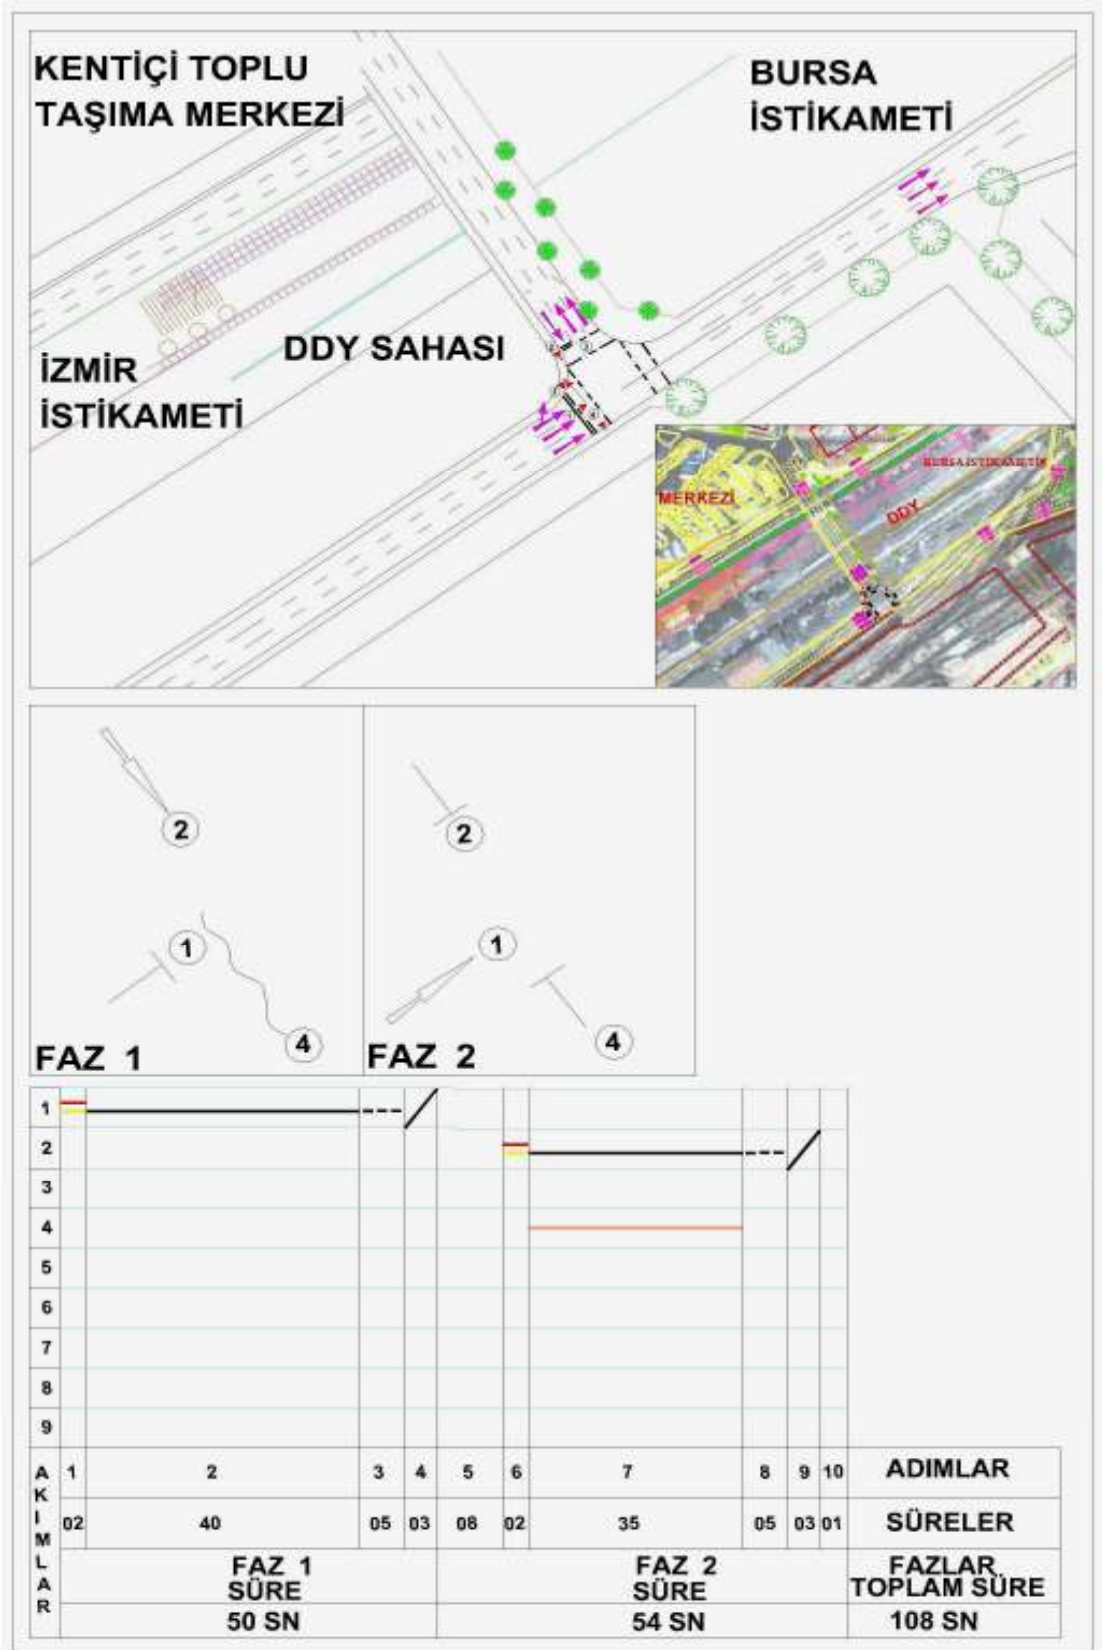 KENTİÇİ TOPLU
TAŞIMA MERKEZİ
BURSA
İSTİKAMETİ
DDY SAHASI
İZMİR
İSTİKAMETİ
BURSA İSTİKAMETİ
MERKEZİ
DDY
2
2
1
1
4
4
FAZ 1
FAZ 2
1
2
3
4
5
6
7
8
9
AKIMLAR
1 2 3 4 5 6 7 8 9 10 ADIMLAR
02 40 05 03 08 02 35 05 03 01 SÜRELER
FAZ 1
SÜRE
FAZ 2
SÜRE
FAZLAR
TOPLAM SÜRE
50 SN
54 SN
108 SN